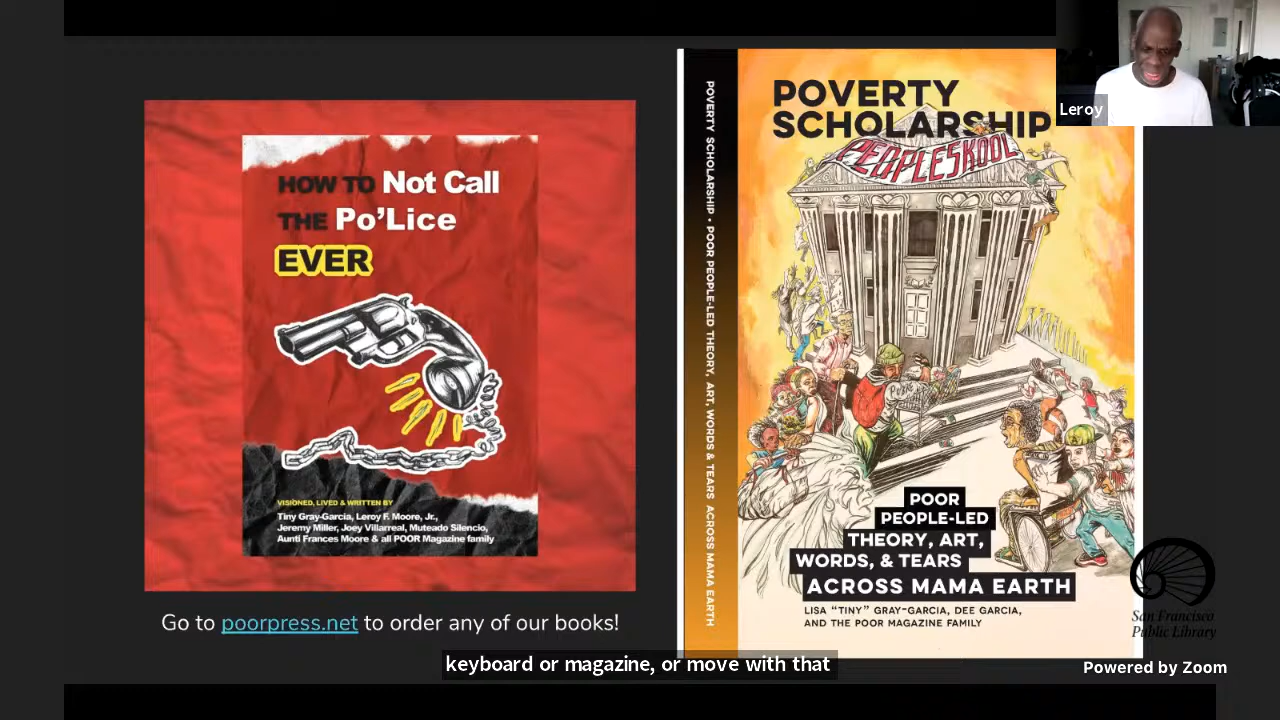 HOW TO Not Call
THE Po'Lice
EVER
VISIONED, LIVED & WRITTEN BY
Tiny Gray-Garcia, Leroy F. Moore, Jr.,
Jeremy Miller, Joey Villarreal, Muteado Silencio,
Aunti Frances Moore & all POOR Magazine family
Go to poorpress.net to order any of our books!
POVERTY SCHOLARSHIP • POOR PEOPLE-LED THEORY, ART, WORDS & TEARS ACROSS MAMA EARTH
POVERTY
SCHOLARSHIP
PEOPLESKOOL
POOR
PEOPLE-LED
THEORY, ART,
WORDS, & TEARS
ACROSS MAMA EARTH
LISA "TINY" GRAY-GARCIA, DEE GARCIA,
AND THE POOR MAGAZINE FAMILY
Leroy
San Francisco
Public Library
keyboard or magazine, or move with that
Powered by Zoom